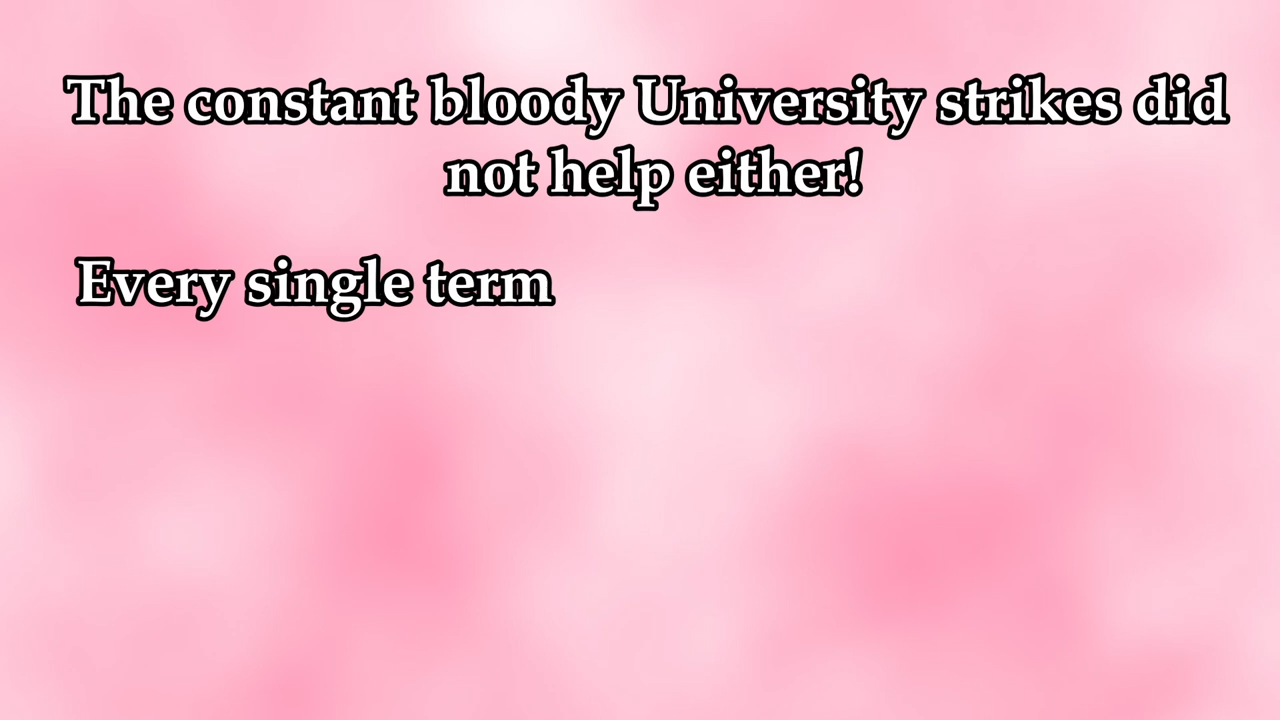 The constant bloody University strikes did
not help either!
Every single term